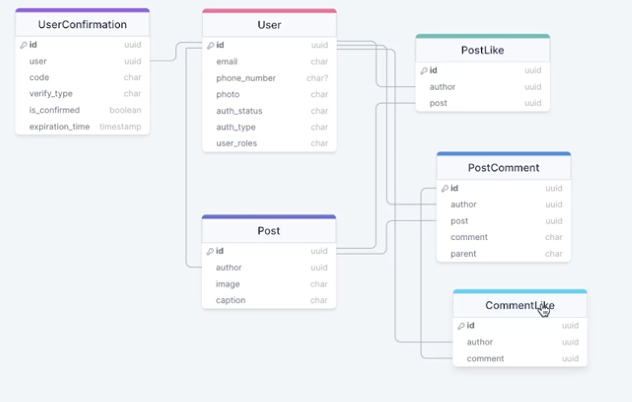 UserConfirmation
id uuid
user uuid
code char
verify_type char
is_confirmed boolean
expiration_time timestamp
User
id uuid
email char
phone_number char?
photo char
auth_status char
auth_type char
user_roles char
PostLike
id uuid
author uuid
post uuid
PostComment
id uuid
author uuid
post uuid
comment char
parent char
Post
id uuid
author uuid
image char
caption char
CommentLike
id uuid
author uuid
comment uuid